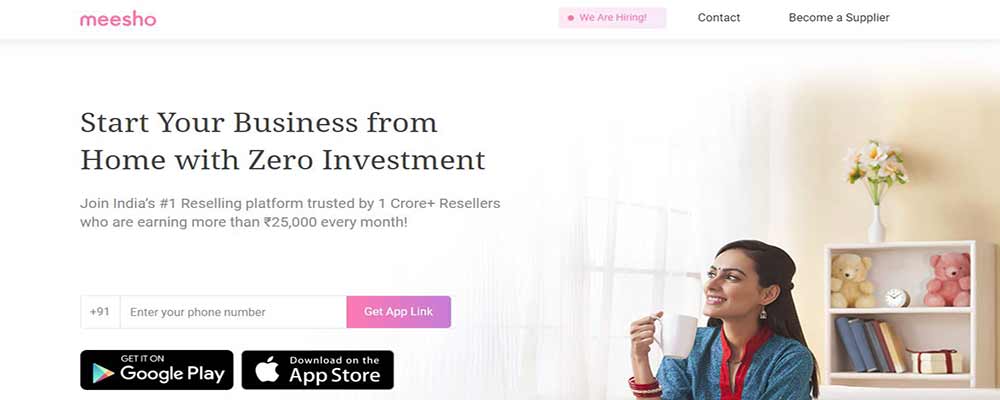 meesho
We Are Hiring!
Contact
Become a Supplier
Start Your Business from
Home with Zero Investment
Join India's #1 Reselling platform trusted by 1 Crore+ Resellers
who are earning more than ₹25,000 every month!
+91
Enter your phone number
Get App Link
GET IT ON
Google Play
Download on the
App Store